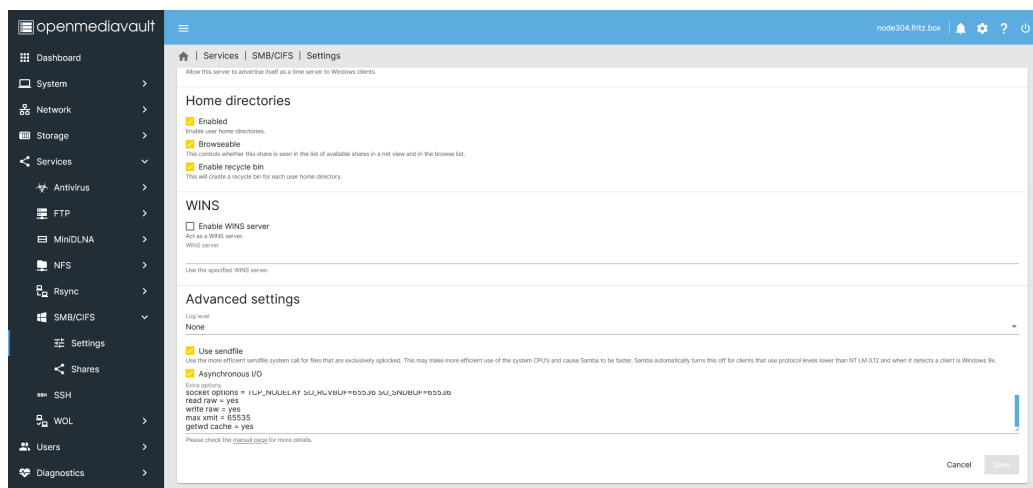 openmediavault
node304.fritz.box
Dashboard
System
Network
Storage
Services
Antivirus
FTP
MiniDLNA
NFS
Rsync
SMB/CIFS
Settings
Shares
SSH
WOL
Users
Diagnostics
| Services | SMB/CIFS | Settings
Allow this server to advertise itself as a time server to Windows clients.
Home directories
Enabled
Enable user home directories.
Browseable
This controls whether this share is seen in the list of available shares in a net view and in the browse list.
Enable recycle bin
This will create a recycle bin for each user home directory.
WINS
Enable WINS server
Act as a WINS server.
WINS server
Use the specified WINS server.
Advanced settings
Log level
None
Use sendfile
Use the more efficient sendfile system call for files that are exclusively oplocked. This may make more efficient use of the system CPU's and cause Samba to be faster. Samba automatically turns this off for clients that use protocol levels lower than NT LM 0.12 and when it detects a client is Windows 9x.
Asynchronous I/O
Extra options
socket options = TCP_NODELAY SO_RCVBUF=65536 SO_SNDBUF=65536
read raw = yes
write raw = yes
max xmit = 65535
getwd cache = yes
Please check the manual page for more details.
Cancel
Save